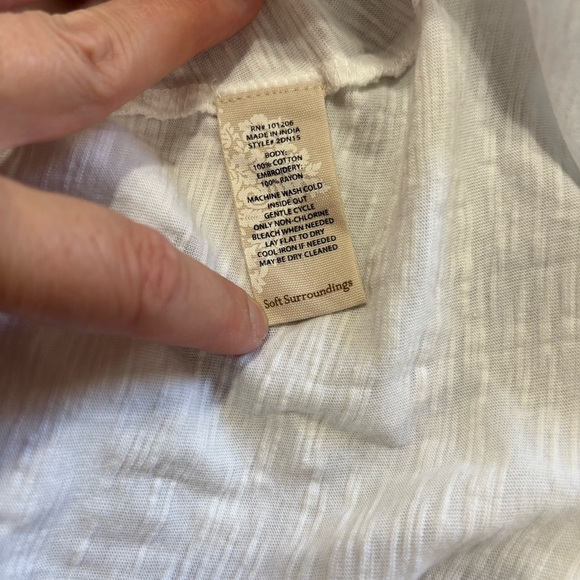 RN# 101206
MADE IN INDIA
STYLE# 2DN15
BODY:
100% COTTON
EMBROIDERY:
100% RAYON
MACHINE WASH COLD
INSIDE OUT
GENTLE CYCLE
ONLY NON-CHLORINE
BLEACH WHEN NEEDED
LAY FLAT TO DRY
COOL IRON IF NEEDED
MAY BE DRY CLEANED
Soft Surroundings